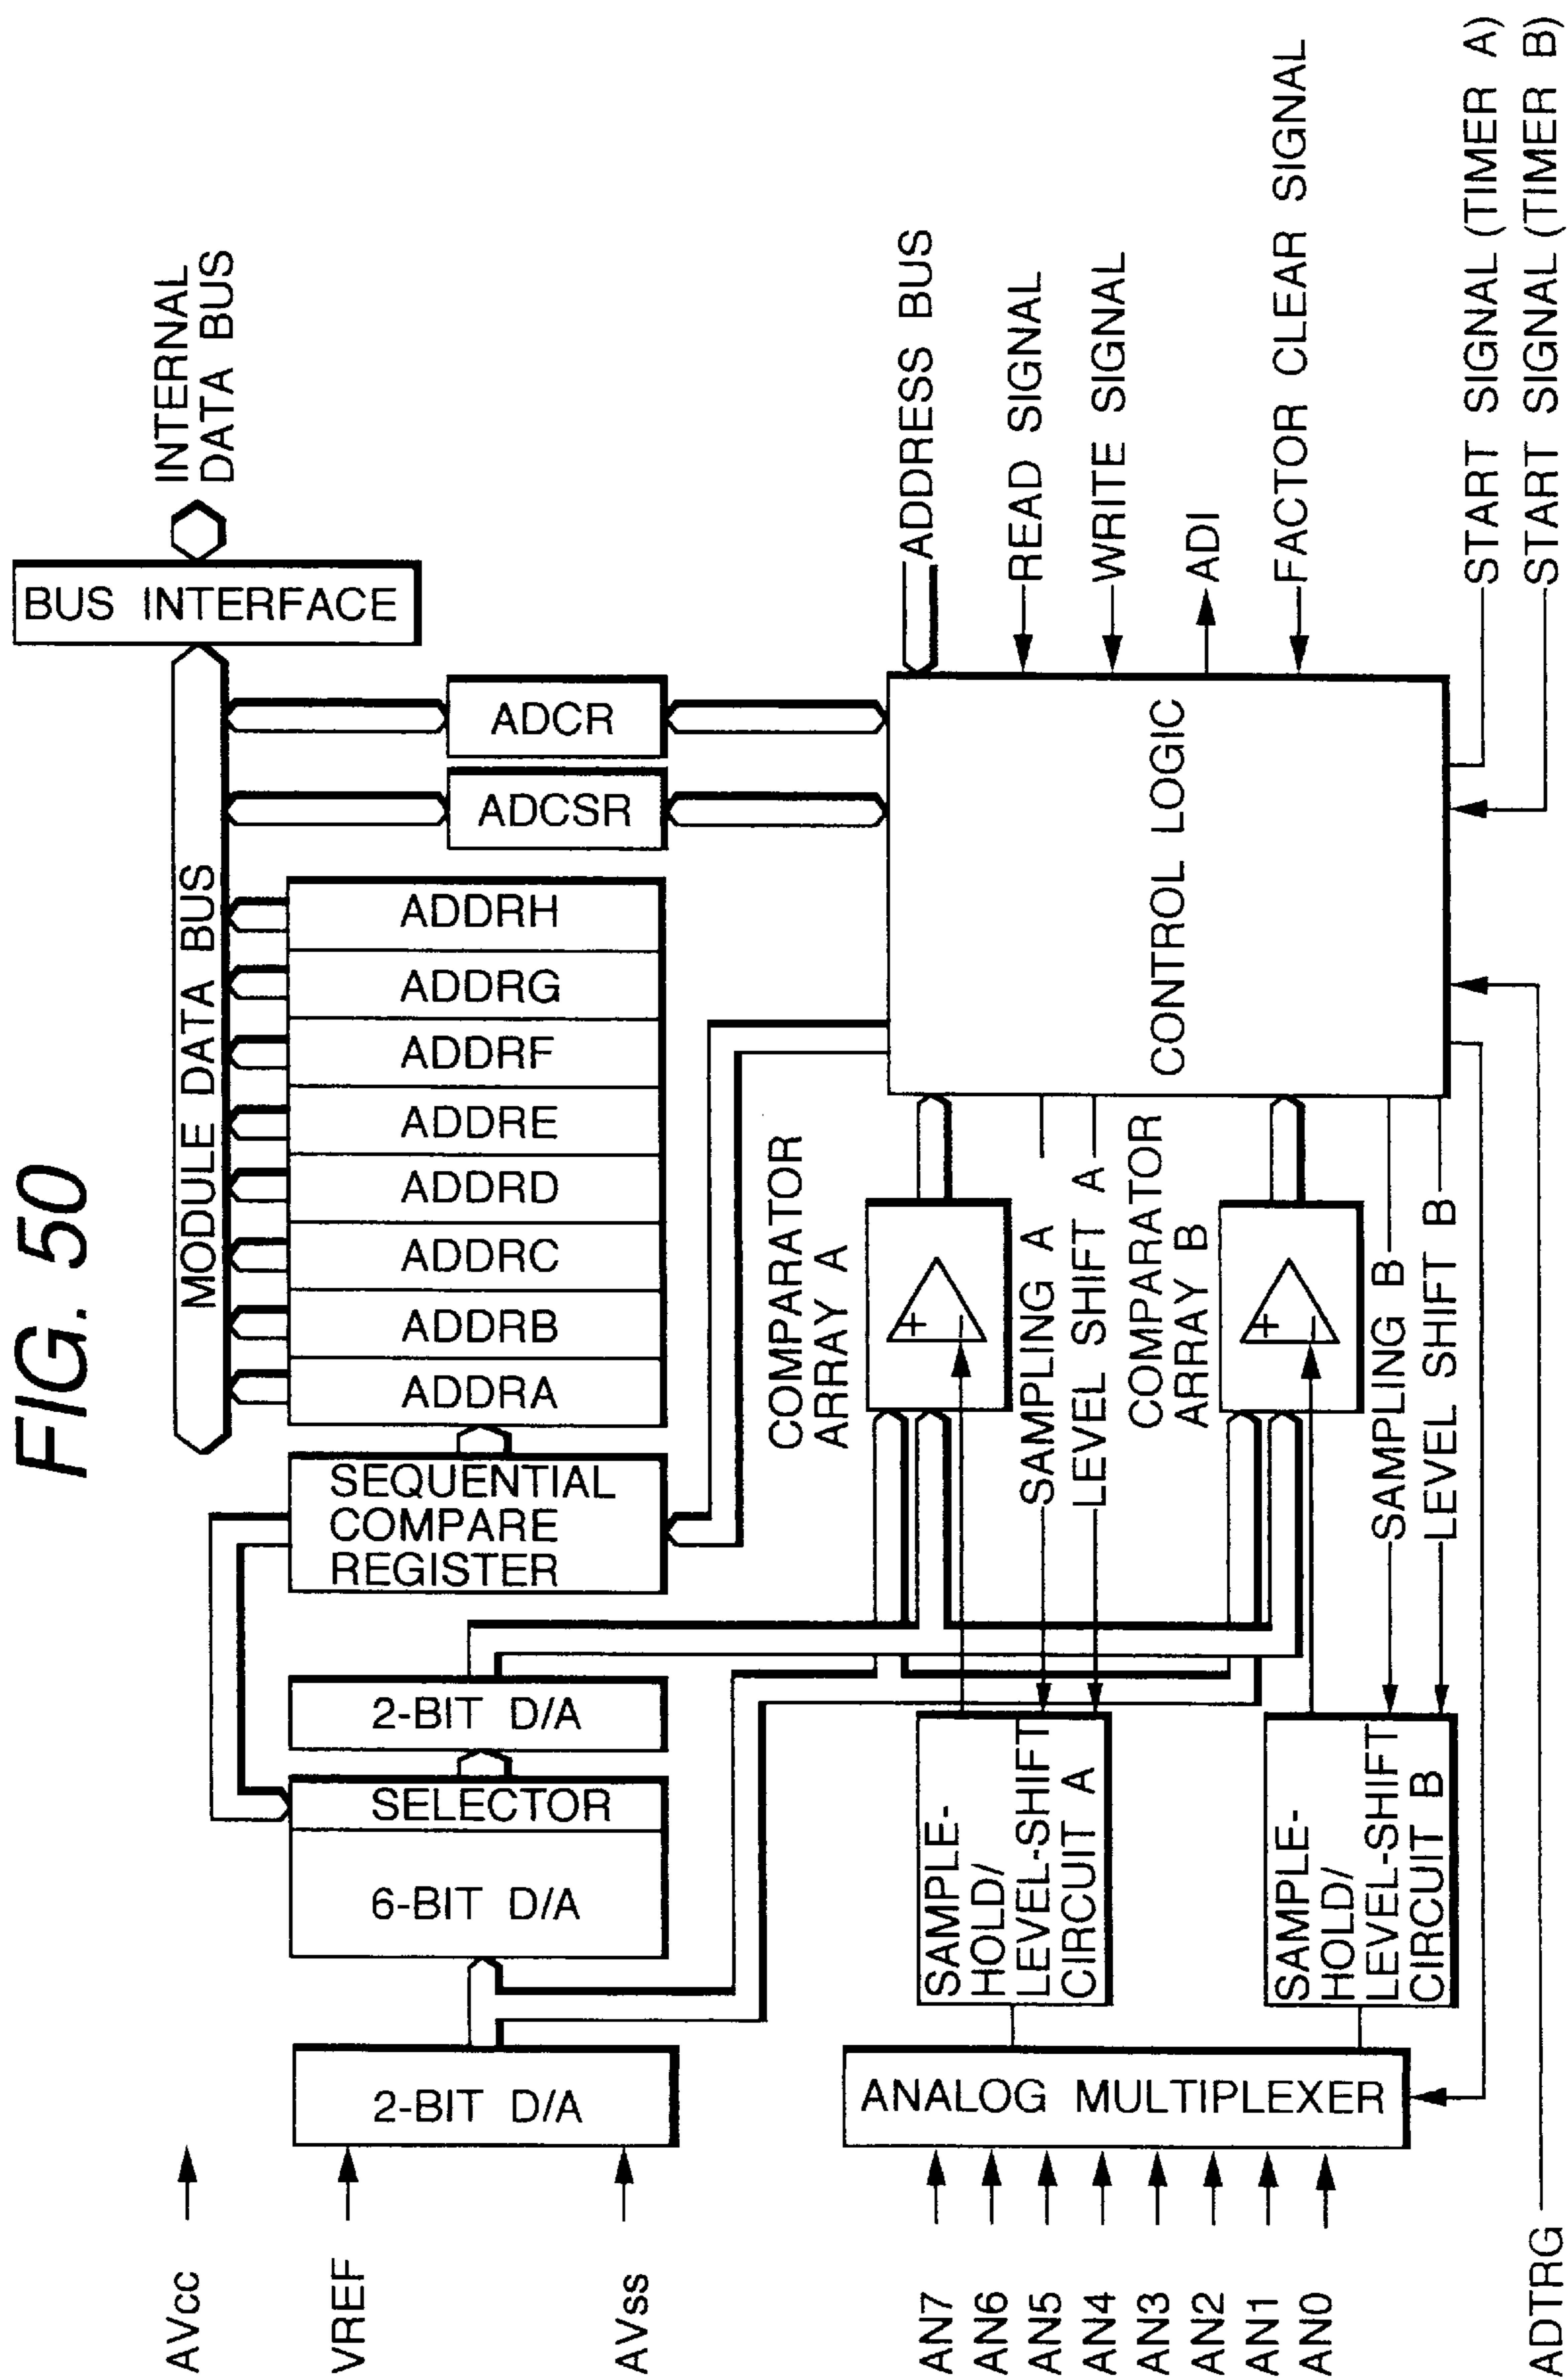 FIG. 50
AVcc
VREF
AVss
2-BIT D/A
6-BIT D/A
SELECTOR
2-BIT D/A
SEQUENTIAL
COMPARE
REGISTER
MODULE DATA BUS
ADDRA
ADDRB
ADDRC
ADDRD
ADDRE
ADDRF
ADDRG
ADDRH
ADCSR
ADCR
BUS INTERFACE
INTERNAL
DATA BUS
AN7
AN6
AN5
AN4
AN3
AN2
AN1
AN0
ANALOG MULTIPLEXER
SAMPLE-
HOLD/
LEVEL-SHIFT
CIRCUIT A
SAMPLE-
HOLD/
LEVEL-SHIFT
CIRCUIT B
COMPARATOR
ARRAY A
+
−
SAMPLING A
LEVEL SHIFT A
COMPARATOR
ARRAY B
+
−
SAMPLING B
LEVEL SHIFT B
CONTROL LOGIC
ADDRESS BUS
READ SIGNAL
WRITE SIGNAL
ADI
FACTOR CLEAR SIGNAL
START SIGNAL (TIMER A)
START SIGNAL (TIMER B)
ADTRG